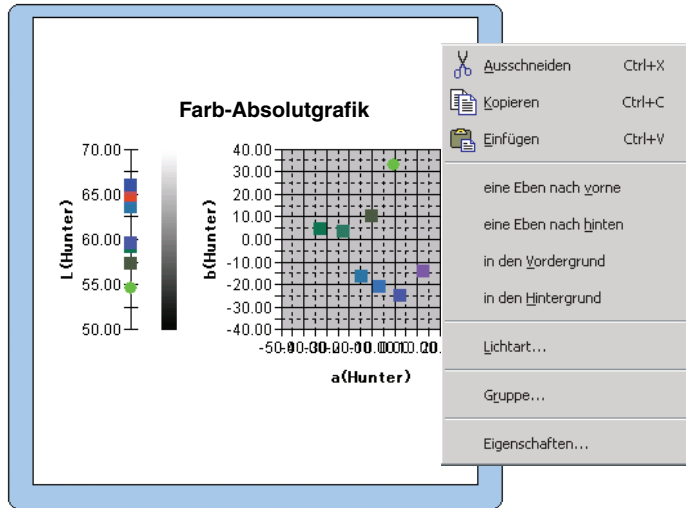 Farb-Absolutgrafik
70.00
65.00
60.00
55.00
50.00
L(Hunter)
40.00
30.00
20.00
10.00
0.00
-10.00
-20.00
-30.00
-40.00
b(Hunter)
a(Hunter)
Ausschneiden Ctrl+X
Kopieren Ctrl+C
Einfügen Ctrl+V
eine Eben nach vorne
eine Eben nach hinten
in den Vordergrund
in den Hintergrund
Lichtart...
Gruppe...
Eigenschaften...